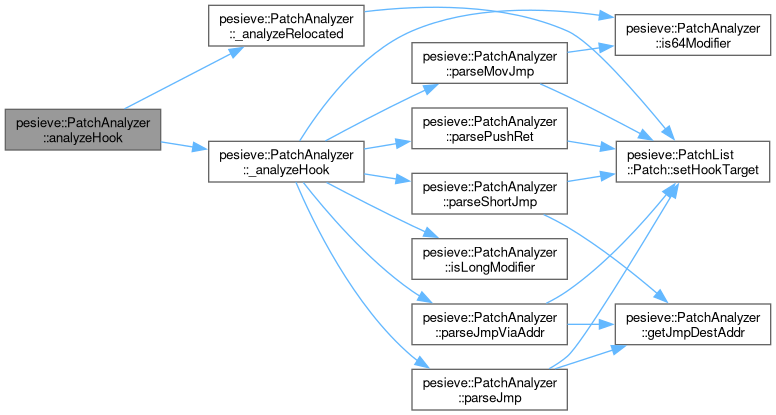 pesieve::PatchAnalyzer
::analyzeHook
pesieve::PatchAnalyzer
::_analyzeRelocated
pesieve::PatchAnalyzer
::_analyzeHook
pesieve::PatchAnalyzer
::parseMovJmp
pesieve::PatchAnalyzer
::parsePushRet
pesieve::PatchAnalyzer
::parseShortJmp
pesieve::PatchAnalyzer
::isLongModifier
pesieve::PatchAnalyzer
::parseJmpViaAddr
pesieve::PatchAnalyzer
::parseJmp
pesieve::PatchAnalyzer
::is64Modifier
pesieve::PatchList
::Patch::setHookTarget
pesieve::PatchAnalyzer
::getJmpDestAddr